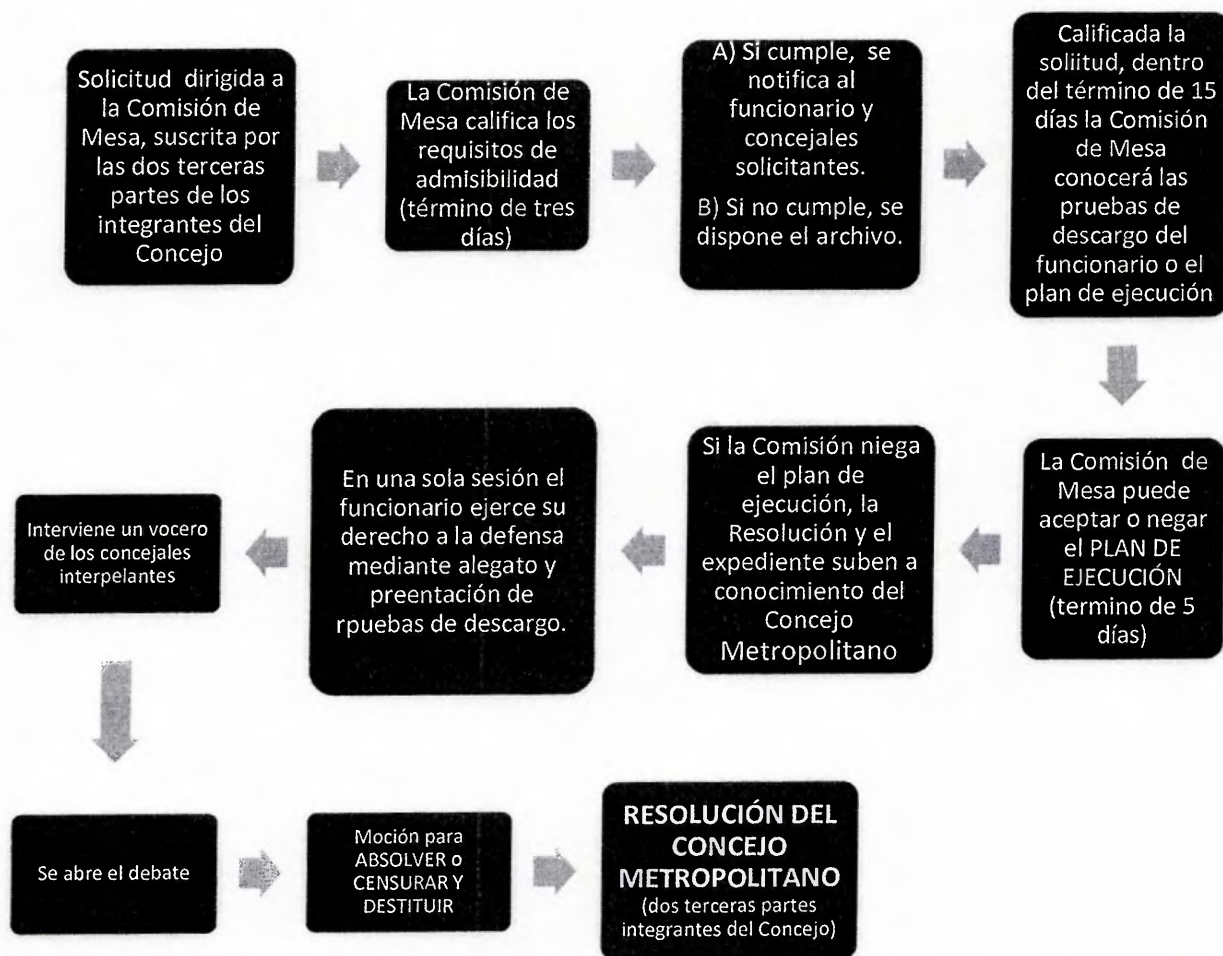 Solicitud dirigida a
la Comisión de
Mesa, suscrita por
las dos terceras
partes de los
integrantes del
Concejo
La Comisión de
Mesa califica los
requisitos de
admisibilidad
(término de tres
días)
A) Si cumple, se
notifica al
funcionario y
concejales
solicitantes.
B) Si no cumple, se
dispone el archivo.
Calificada la
soliitud, dentro
del término de 15
días la Comisión
de Mesa
conocerá las
pruebas de
descargo del
funcionario o el
plan de ejecución
La Comisión de
Mesa puede
aceptar o negar
el PLAN DE
EJECUCIÓN
(termino de 5
días)
Si la Comisión niega
el plan de
ejecución, la
Resolución y el
expediente suben a
conocimiento del
Concejo
Metropolitano
En una sola sesión el
funcionario ejerce su
derecho a la defensa
mediante alegato y
preentación de
rpuebas de descargo.
Interviene un vocero
de los concejales
interpelantes
Se abre el debate
Moción para
ABSOLVER o
CENSURAR Y
DESTITUIR
RESOLUCIÓN DEL
CONCEJO
METROPOLITANO
(dos terceras partes
integrantes del Concejo)